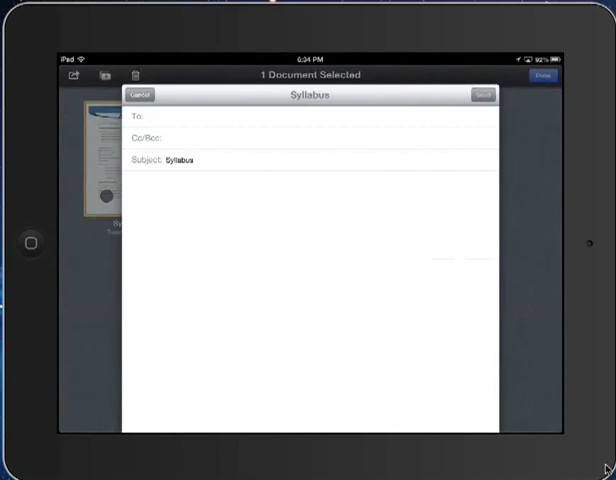 iPad
6:34 PM
92%
1 Document Selected
Done
Cancel
Syllabus
Send
To:
Cc/Bcc:
Subject: Syllabus